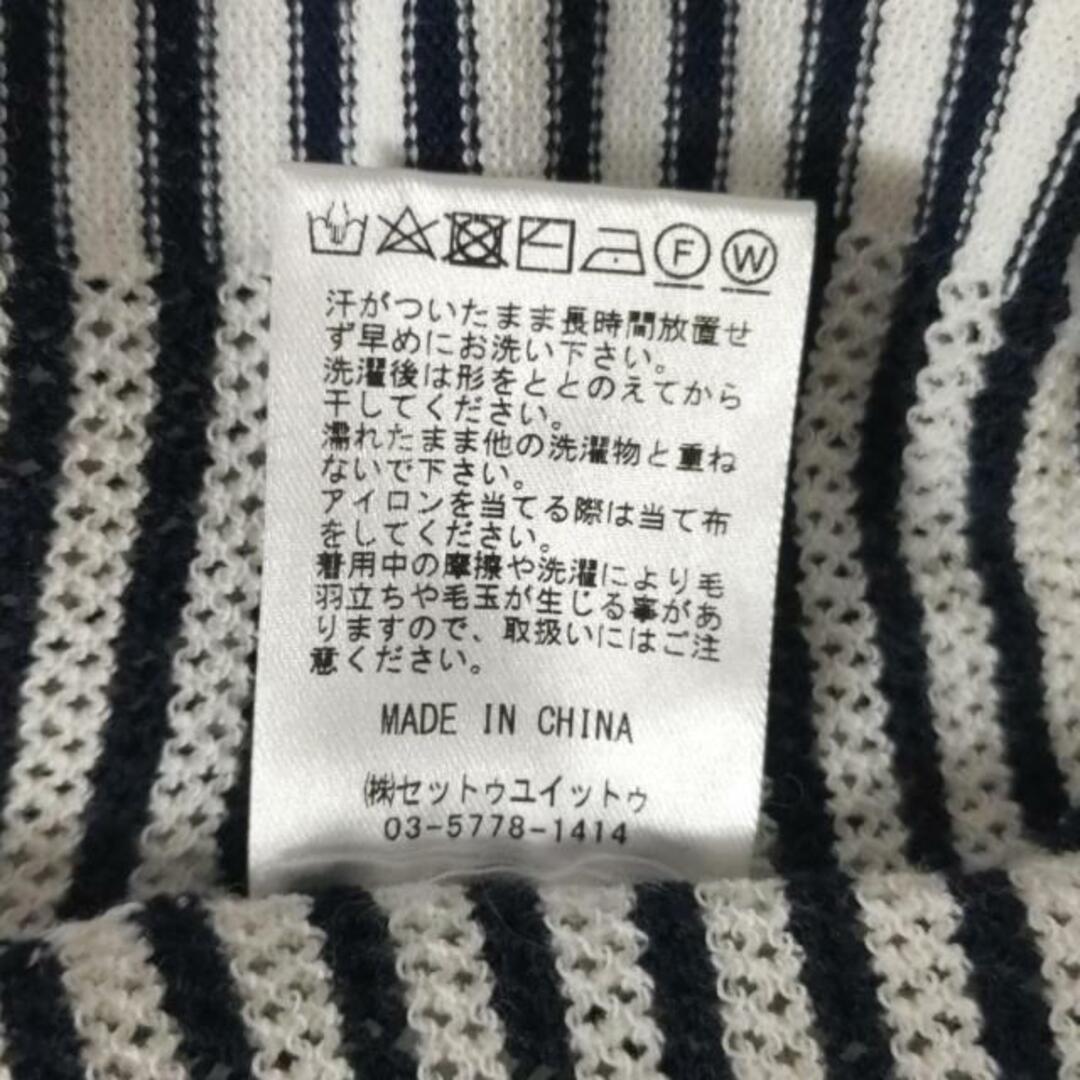 F W
汗がついたまま長時間放置せ
ず早めにお洗い下さい。
洗濯後は形をととのえてから
干してください。
濡れたまま他の洗濯物と重ね
ないで下さい。
アイロンを当てる際は当て布
をしてください。
着用中の摩擦や洗濯により毛
羽立ちや毛玉が生じる事があ
りますので、取扱いにはご注
意ください。
MADE IN CHINA
㈱セットゥユイットゥ
03-5778-1414